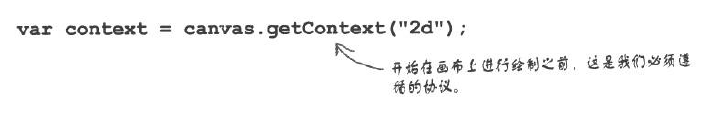 var context = canvas.getContext("2d");
开始在画布上进行绘制之前，这是我们必须遵
循的协议。